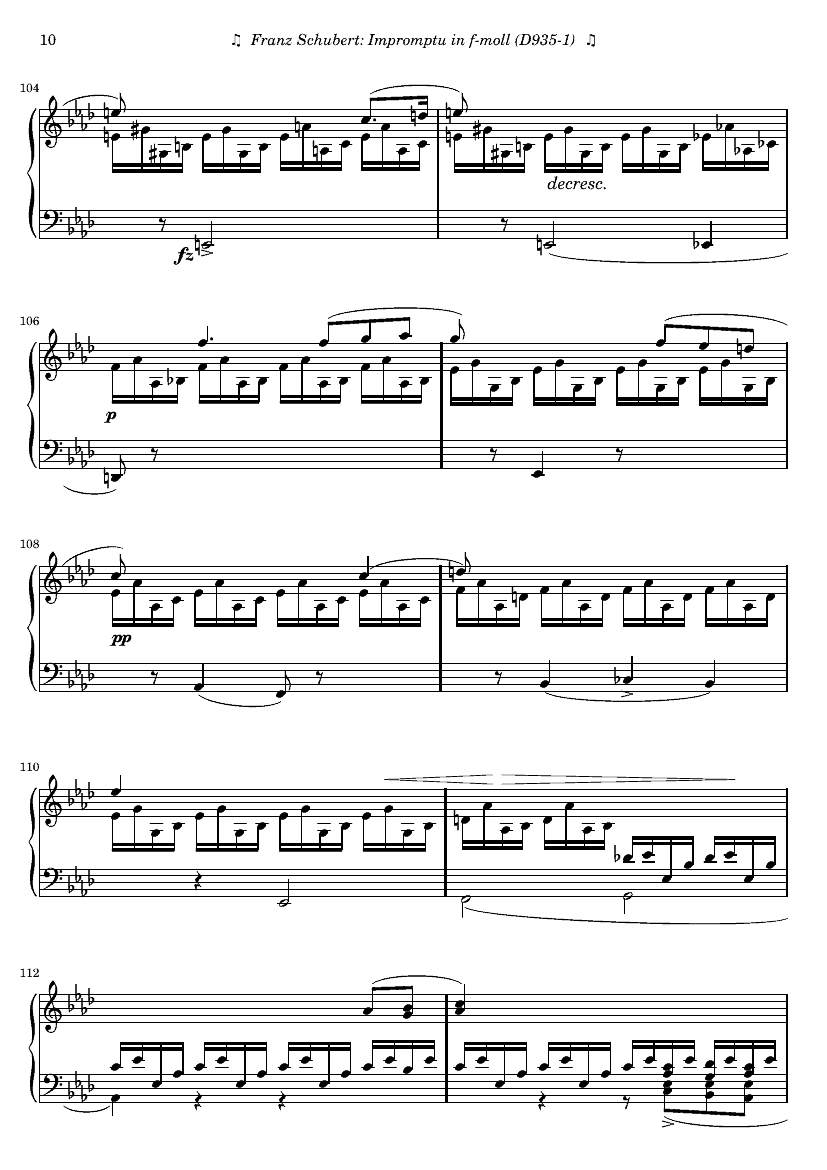 10
♫ Franz Schubert: Impromptu in f-moll (D935-1) ♫
104
decresc.
fz
106
p
108
pp
110
112